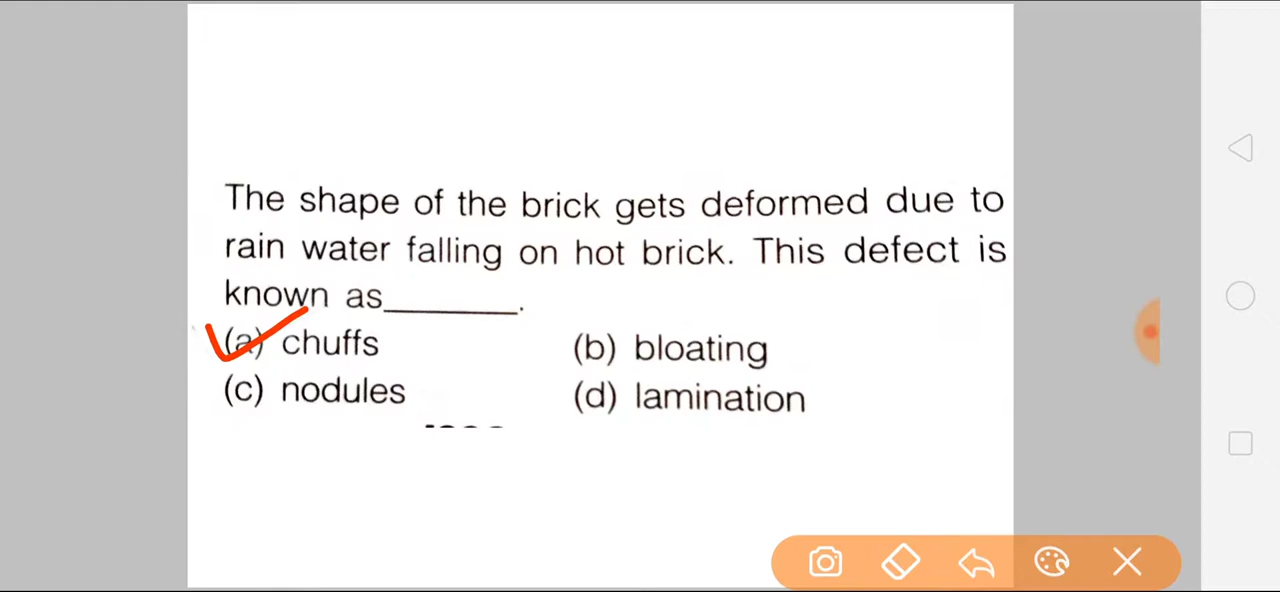 The shape of the brick gets deformed due to
rain water falling on hot brick. This defect is
known as________.
(a) chuffs (b) bloating
(c) nodules (d) lamination